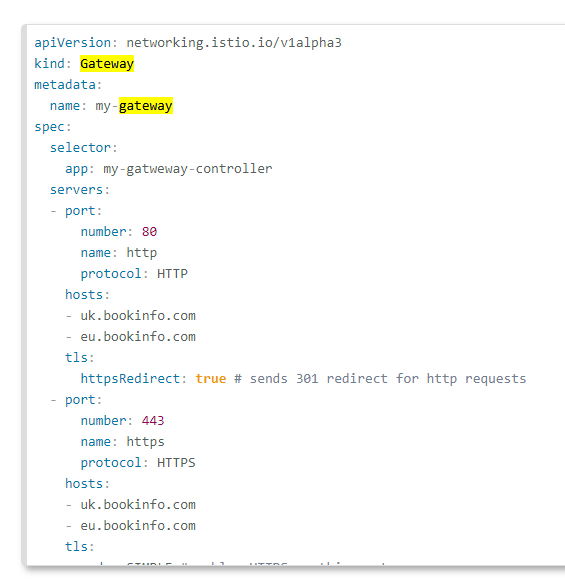 apiVersion: networking.istio.io/v1alpha3
kind: Gateway
metadata:
  name: my-gateway
spec:
  selector:
    app: my-gatweway-controller
  servers:
  - port:
      number: 80
      name: http
      protocol: HTTP
    hosts:
    - uk.bookinfo.com
    - eu.bookinfo.com
    tls:
      httpsRedirect: true # sends 301 redirect for http requests
  - port:
      number: 443
      name: https
      protocol: HTTPS
    hosts:
    - uk.bookinfo.com
    - eu.bookinfo.com
    tls: